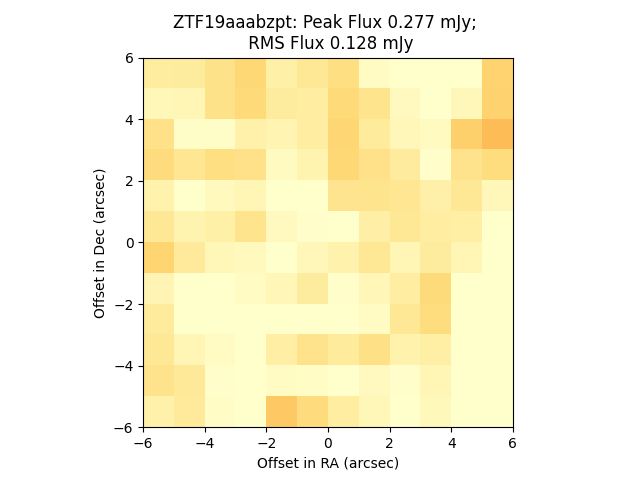 ZTF19aaabzpt: Peak Flux 0.277 mJy;
RMS Flux 0.128 mJy
6
4
2
0
−2
−4
−6
Offset in Dec (arcsec)
−6 −4 −2 0 2 4 6
Offset in RA (arcsec)